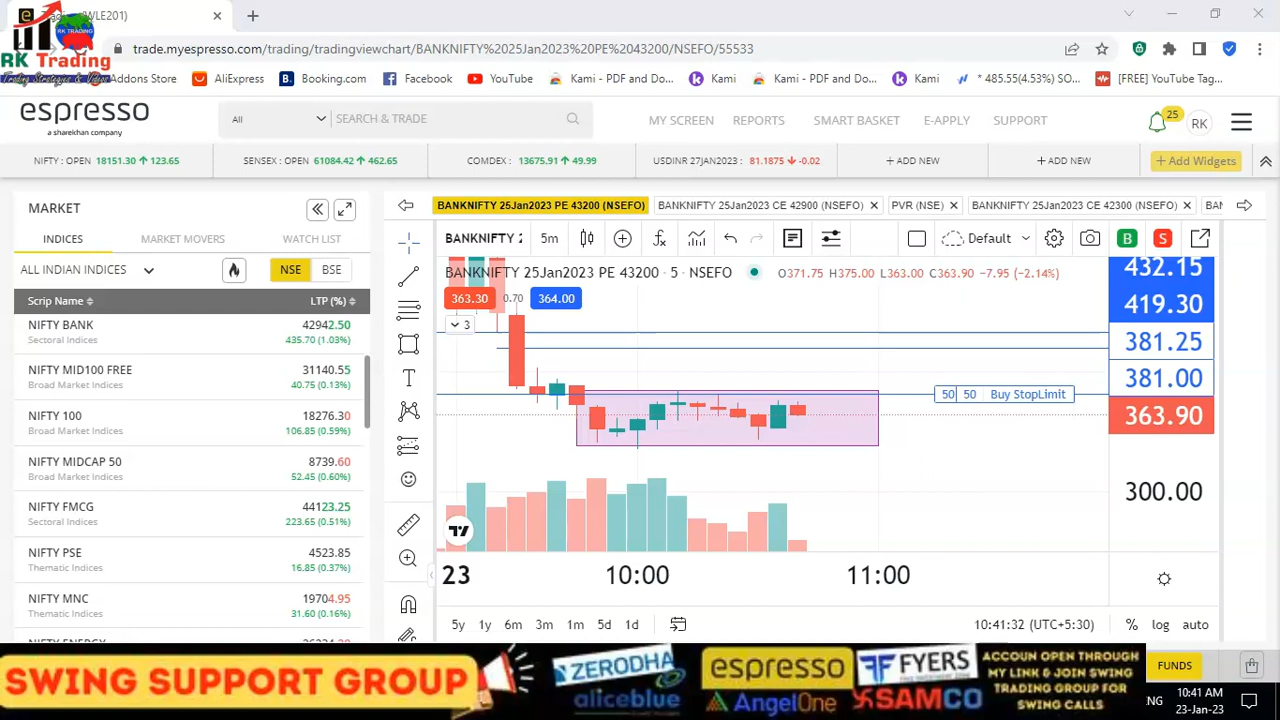 RK TRADING
RK Trading
Trading Strategies &
(WLE201)
trade.myespresso.com/trading/tradingviewchart/BANKNIFTY%2025Jan2023%20PE%2043200/NSEFO/55333
Addons Store
AliExpress
B. Booking.com
Facebook
YouTube
Kami - PDF and Do...
Kami
Kami - PDF and Do...
Kami
* 485.55(4.53%) SO...
[FREE] YouTube Tag...
espresso
a sharekhan company
All
SEARCH & TRADE
MY SCREEN
REPORTS
SMART BASKET
E-APPLY
SUPPORT
25
RK
NIFTY : OPEN 18151.30 ↑ 123.65
SENSEX : OPEN 61084.42 ↑ 462.65
COMDEX : 13675.91 ↑ 49.99
USDINR 27JAN2023 : 81.1875 ↓ -0.02
+ ADD NEW
+ ADD NEW
+ Add Widgets
MARKET
INDICES
MARKET MOVERS
WATCH LIST
ALL INDIAN INDICES
NSE
BSE
Scrip Name
LTP (%)
NIFTY BANK
42942.50
Sectoral Indices
435.70 (1.03%)
NIFTY MID100 FREE
31140.55
Broad Market Indices
40.75 (0.13%)
NIFTY 100
18276.30
Broad Market Indices
106.85 (0.59%)
NIFTY MIDCAP 50
8739.60
Broad Market Indices
52.45 (0.60%)
NIFTY FMCG
44123.25
Sectoral Indices
223.65 (0.51%)
NIFTY PSE
4523.85
Thematic Indices
16.85 (0.37%)
NIFTY MNC
19704.95
Thematic Indices
31.60 (0.16%)
NIFTY ENERGY
BANKNIFTY 25Jan2023 PE 43200 (NSEFO)
BANKNIFTY 25Jan2023 CE 42900 (NSEFO)
PVR (NSE)
BANKNIFTY 25Jan2023 CE 42300 (NSEFO)
BANKNIFTY 2
5m
Default
B
S
BANKNIFTY 25Jan2023 PE 43200 · 5 · NSEFO
O371.75 H375.00 L363.00 C363.90 -7.95 (-2.14%)
363.30
0.70
364.00
3
432.15
419.30
381.25
381.00
363.90
300.00
50 50 Buy StopLimit
23
10:00
11:00
5y 1y 6m 3m 1m 5d 1d
10:41:32 (UTC+5:30)
% log auto
SWING SUPPORT GROUP
ZERODHA
aliceblue
espresso
AngelOne
FYERS
SAMCO
ACCOUN OPEN THROUGH
MY LINK & JOIN SWING
TRADING GROUP FOR
SWING CALLS
FUNDS
ENG
10:41 AM
23-Jan-23